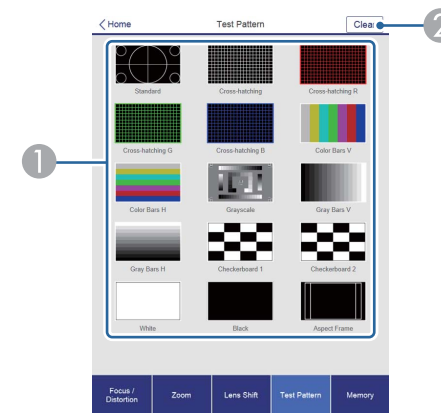 Home Test Pattern Clear
2
Standard Cross-hatching Cross-hatching R
Cross-hatching G Cross-hatching B Color Bars V
1
Color Bars H Grayscale Gray Bars V
Gray Bars H Checkerboard 1 Checkerboard 2
White Black Aspect Frame
Focus /
Distortion Zoom Lens Shift Test Pattern Memory